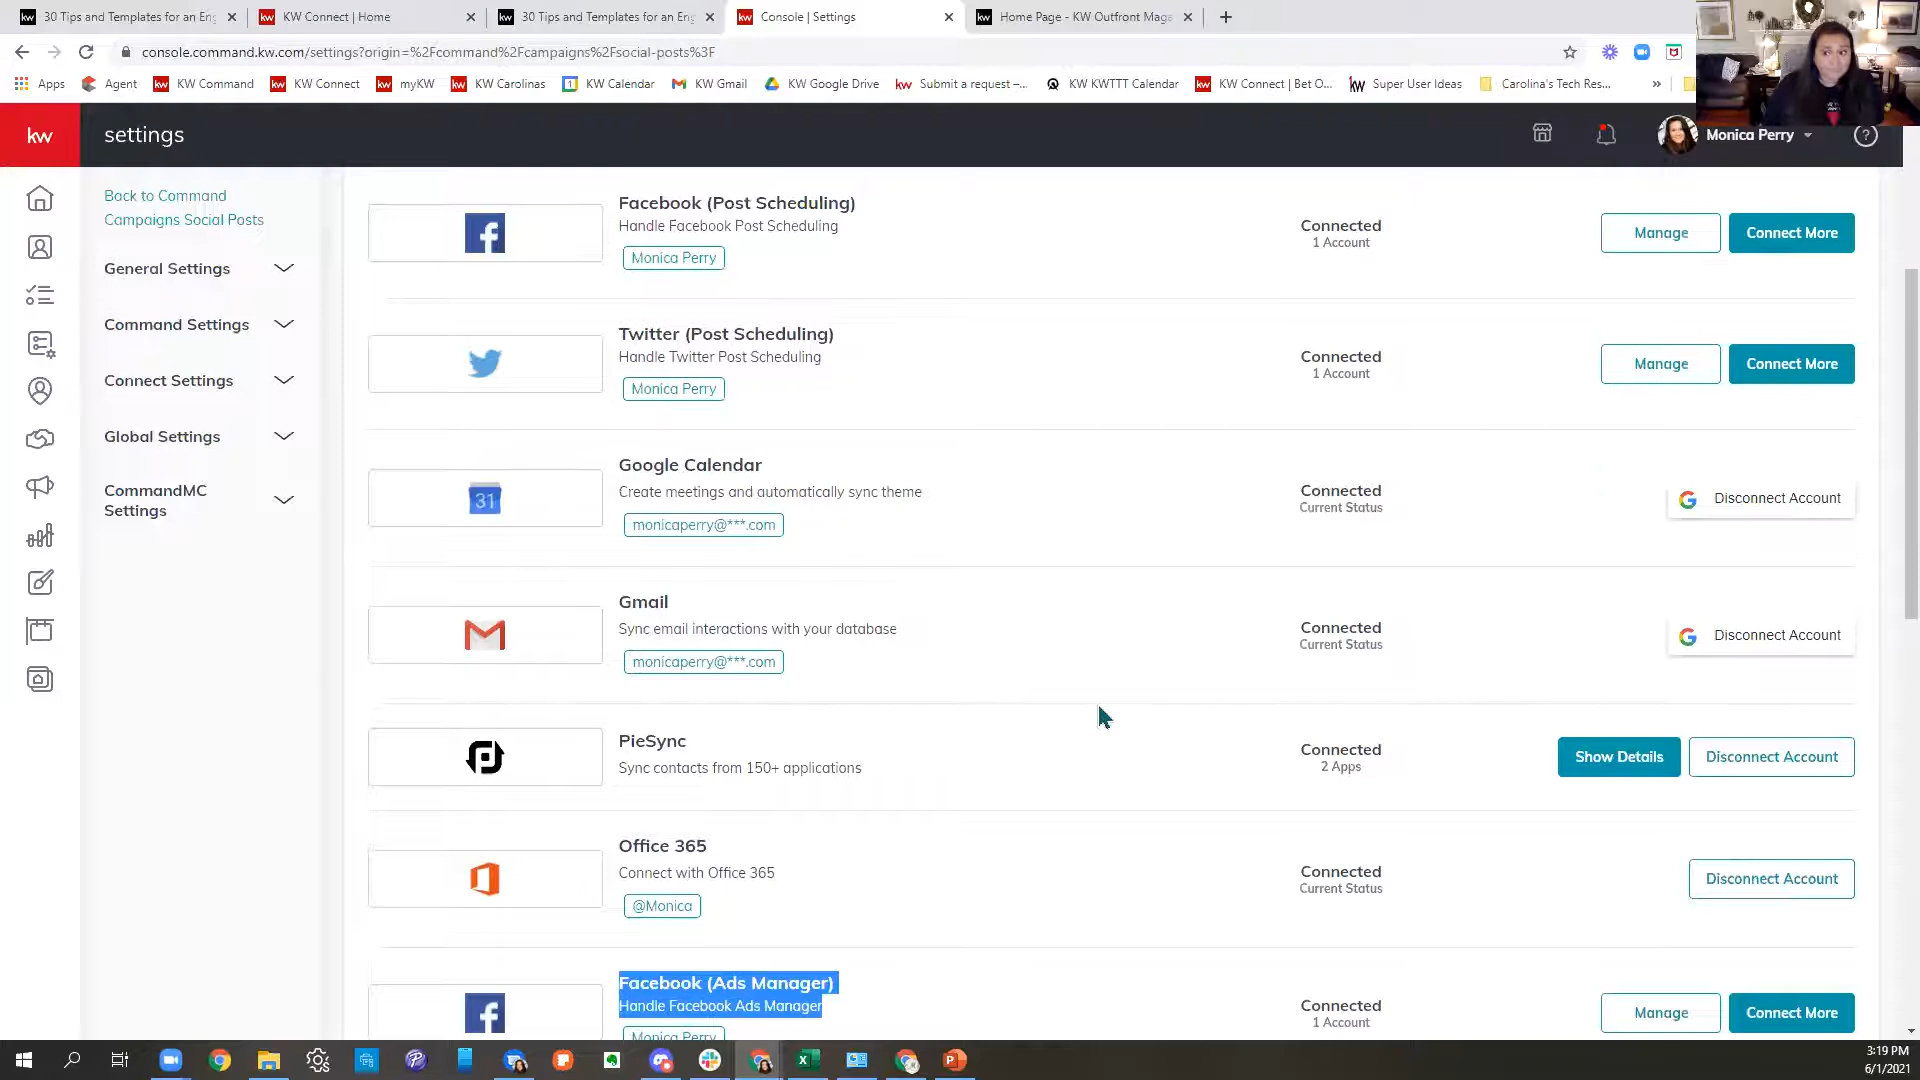 30 Tips and Templates for an Eng
KW Connect | Home
30 Tips and Templates for an Eng
Console | Settings
Home Page - KW Outfront Maga
console.command.kw.com/settings?origin=%2Fcommand%2Fcampaigns%2Fsocial-posts%3F
Apps
Agent
KW Command
KW Connect
myKW
KW Carolinas
KW Calendar
KW Gmail
KW Google Drive
Submit a request –...
KW KWTTT Calendar
KW Connect | Bet O...
Super User Ideas
Carolina's Tech Res...
»
kw
settings
Monica Perry
Back to Command
Campaigns Social Posts
General Settings
Command Settings
Connect Settings
Global Settings
CommandMC
Settings
Facebook (Post Scheduling)
Handle Facebook Post Scheduling
Monica Perry
Connected
1 Account
Manage
Connect More
Twitter (Post Scheduling)
Handle Twitter Post Scheduling
Monica Perry
Connected
1 Account
Manage
Connect More
31
Google Calendar
Create meetings and automatically sync theme
monicaperry@***.com
Connected
Current Status
Disconnect Account
Gmail
Sync email interactions with your database
monicaperry@***.com
Connected
Current Status
Disconnect Account
PieSync
Sync contacts from 150+ applications
Connected
2 Apps
Show Details
Disconnect Account
Office 365
Connect with Office 365
@Monica
Connected
Current Status
Disconnect Account
Facebook (Ads Manager)
Handle Facebook Ads Manager
Monica Perry
Connected
1 Account
Manage
Connect More
3:19 PM
6/1/2021